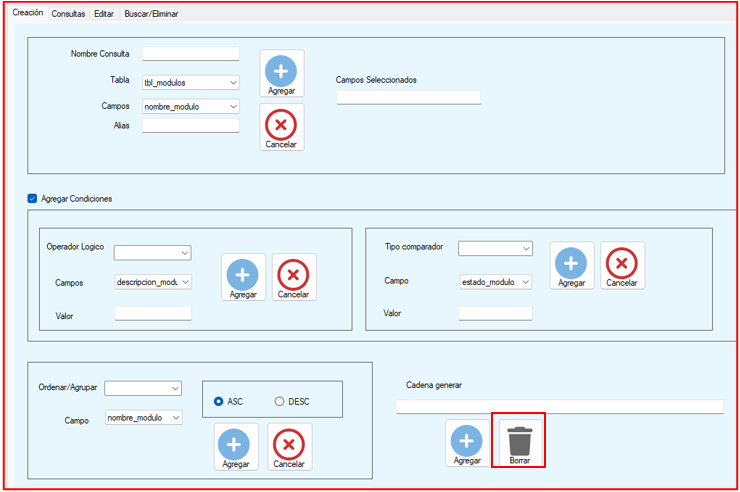 Creación Consultas Editar Buscar/Eliminar
Nombre Consulta
Tabla tbl_modulos
Campos nombre_modulo
Alias
Agregar
Cancelar
Campos Seleccionados
Agregar Condiciones
Operador Logico
Campos descripcion_modu
Valor
Agregar Cancelar
Tipo comparador
Campo estado_modulo
Valor
Agregar Cancelar
Ordenar/Agrupar
Campo nombre_modulo
ASC DESC
Agregar Cancelar
Cadena generar
Agregar Borrar